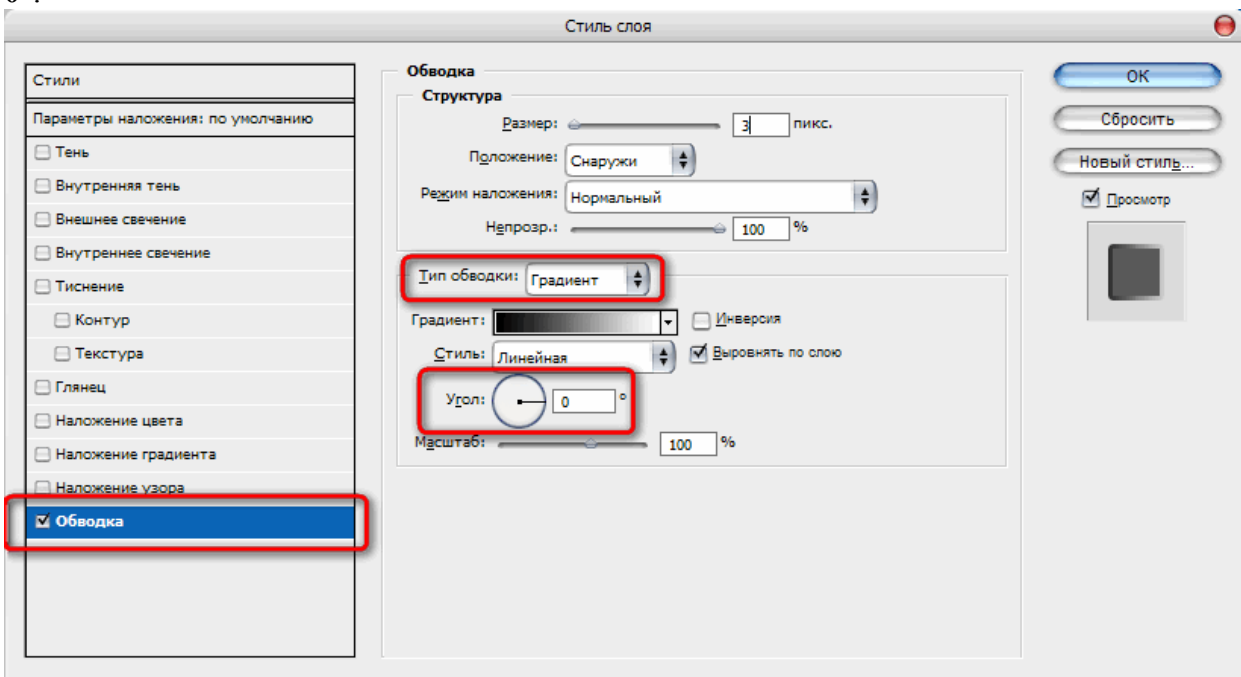 Стиль слоя
Стили
Параметры наложения: по умолчанию
Тень
Внутренняя тень
Внешнее свечение
Внутреннее свечение
Тиснение
Контур
Текстура
Глянец
Наложение цвета
Наложение градиента
Наложение узора
Обводка
Обводка
Структура
Размер: 3 пикс.
Положение: Снаружи
Режим наложения: Нормальный
Непрозр.: 100 %
Тип обводки: Градиент
Градиент: Инверсия
Стиль: Линейная Выровнять по слою
Угол: 0 °
Масштаб: 100 %
ОК
Сбросить
Новый стиль...
Просмотр